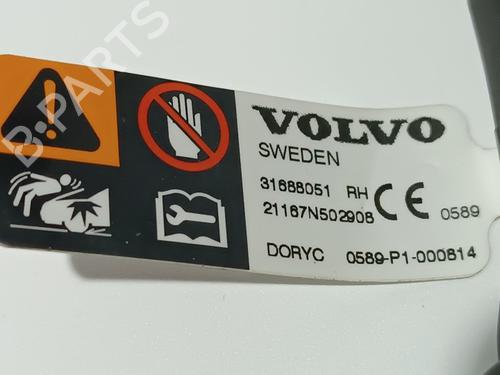 B-PARTS
VOLVO
SWEDEN
31688051 RH
21167N502908 CE 0589
DORYC 0589-P1-000814